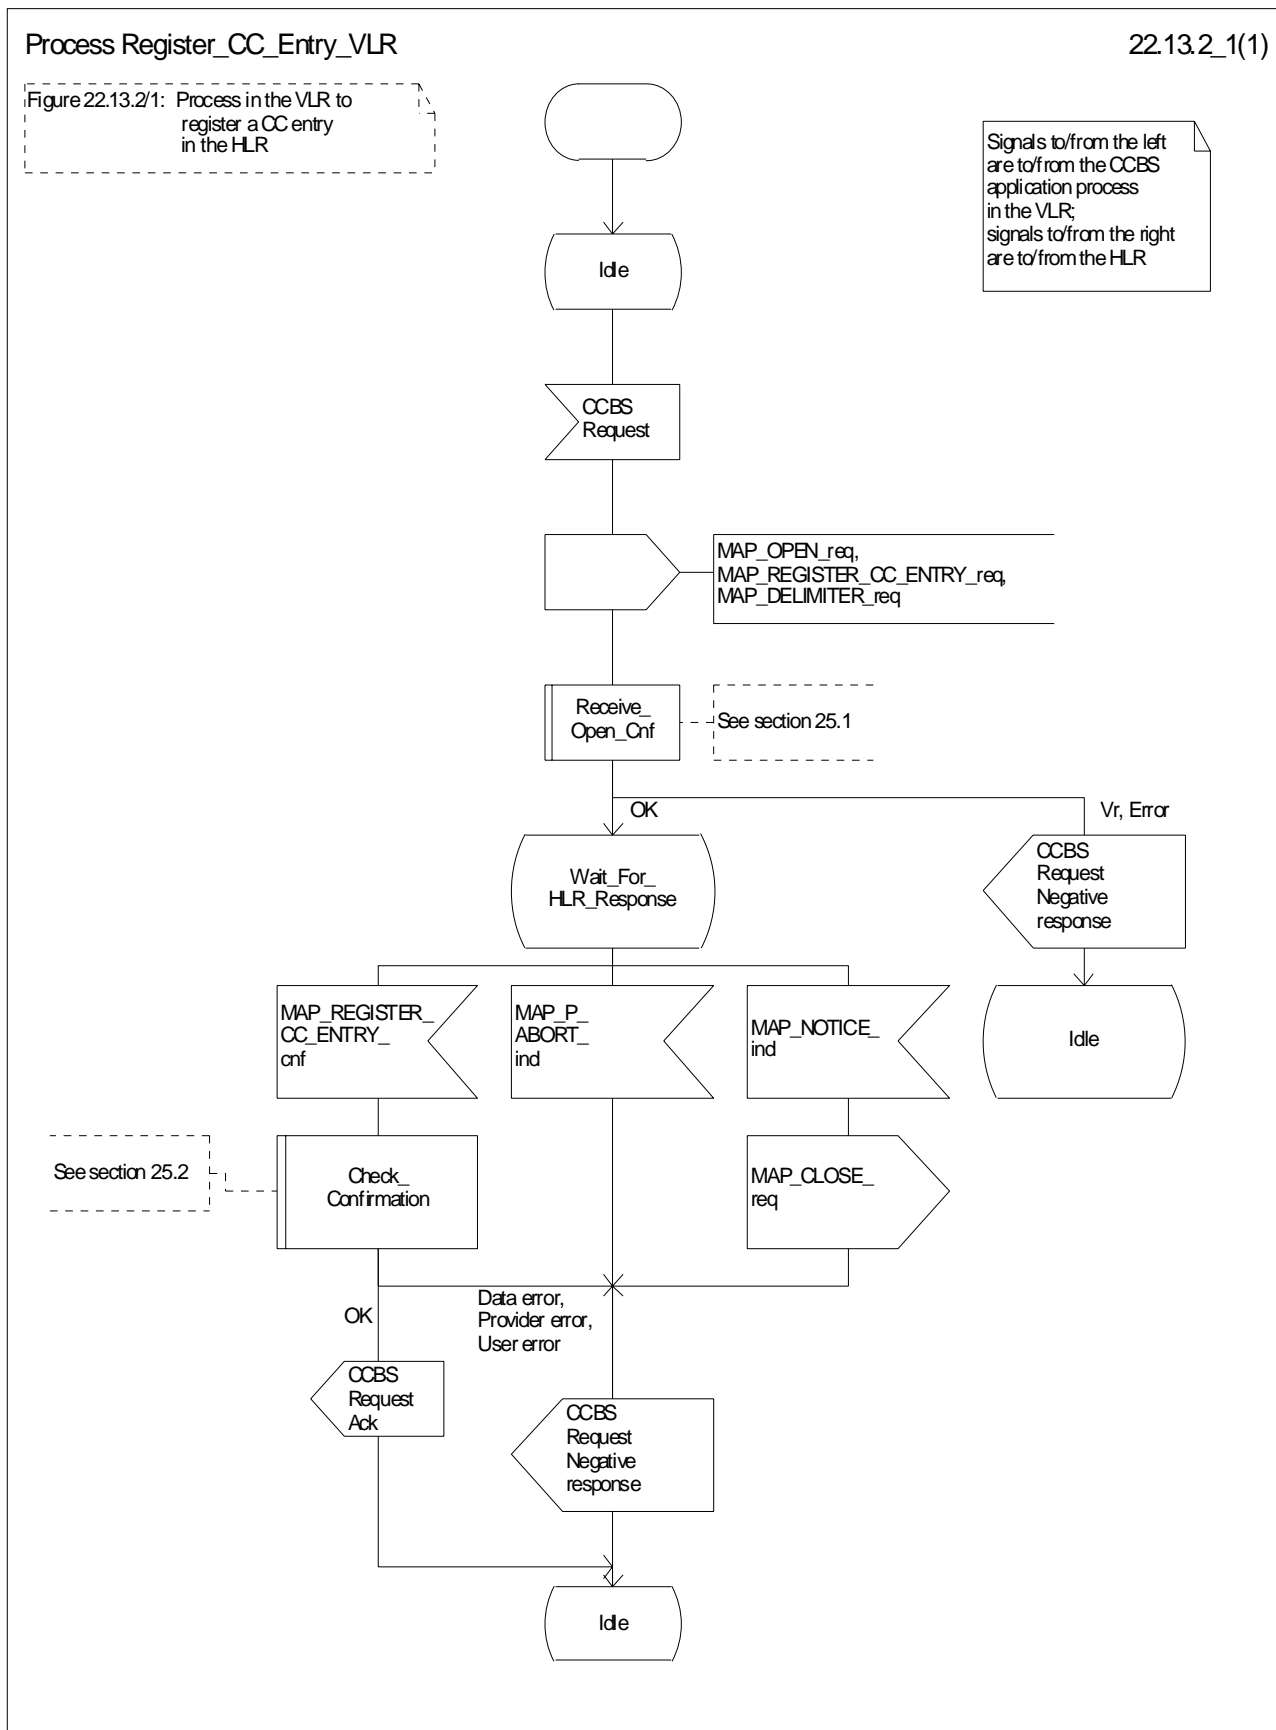 Process Register_CC_Entry_VLR
22.13.2_1(1)
Figure 22.13.2/1: Process in the VLR to
register a CC entry
in the HLR
Signals to/from the left
are to/from the CCBS
application process
in the VLR;
signals to/from the right
are to/from the HLR
Idle
CCBS
Request
MAP_OPEN_req,
MAP_REGISTER_CC_ENTRY_req,
MAP_DELIMITER_req
Receive_
Open_Cnf
See section 25.1
OK
Vr, Error
Wait_For_
HLR_Response
CCBS
Request
Negative
response
MAP_REGISTER_
CC_ENTRY_
cnf
MAP_P_
ABORT_
ind
MAP_NOTICE_
ind
Idle
See section 25.2
Check_
Confirmation
MAP_CLOSE_
req
OK
Data error,
Provider error,
User error
CCBS
Request
Ack
CCBS
Request
Negative
response
Idle